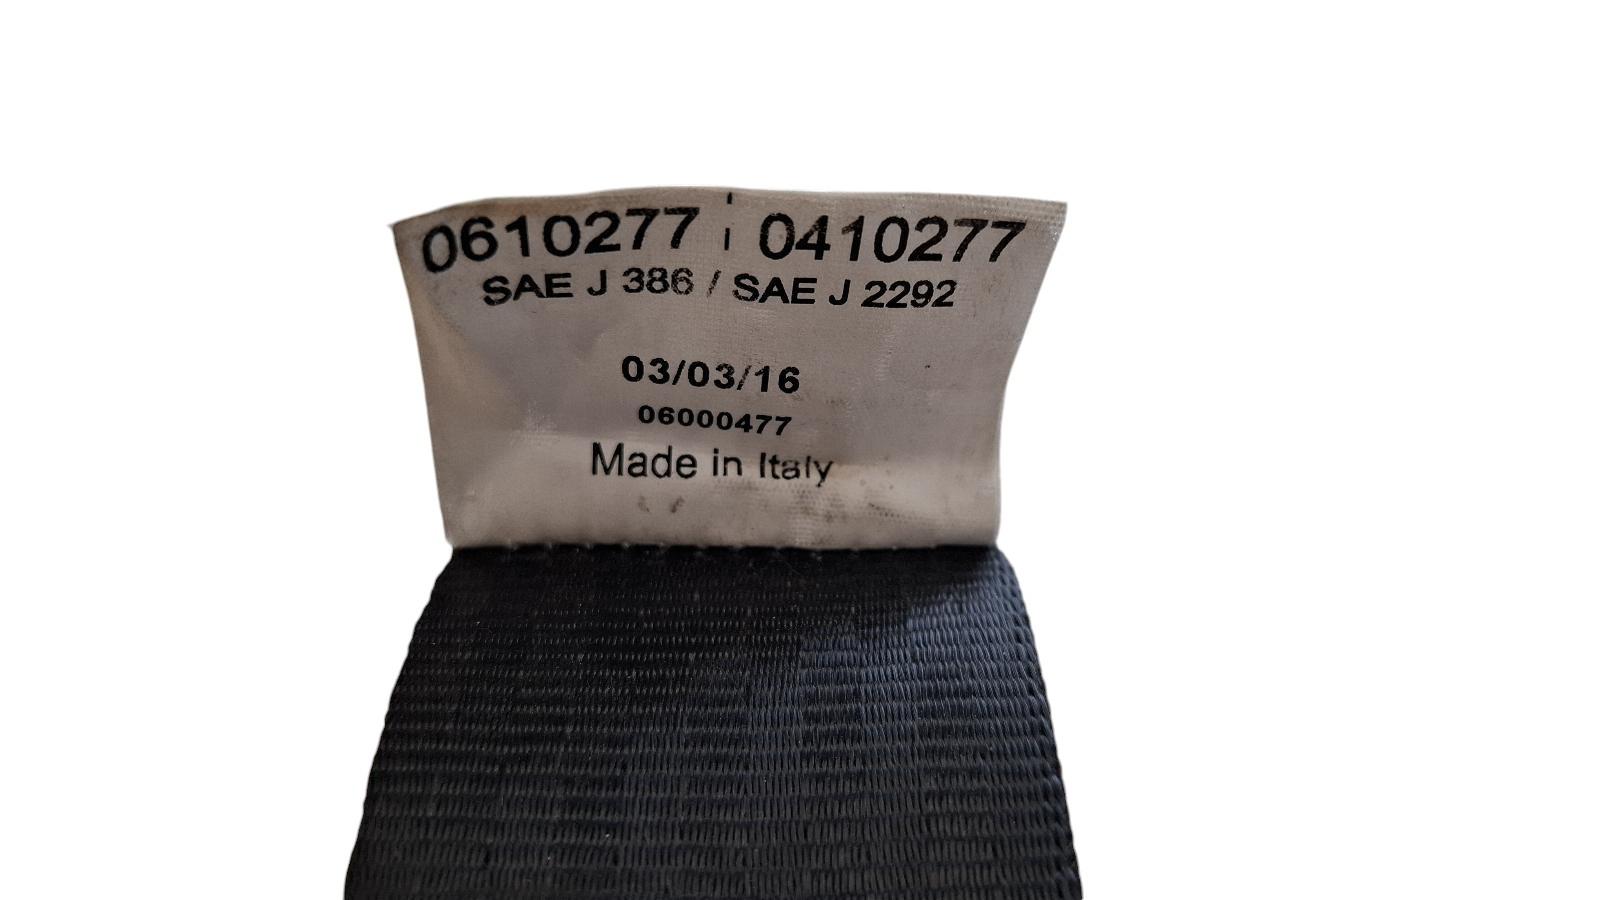 0610277 ¦ 0410277
SAE J 386 / SAE J 2292
03/03/16
06000477
Made in Italy